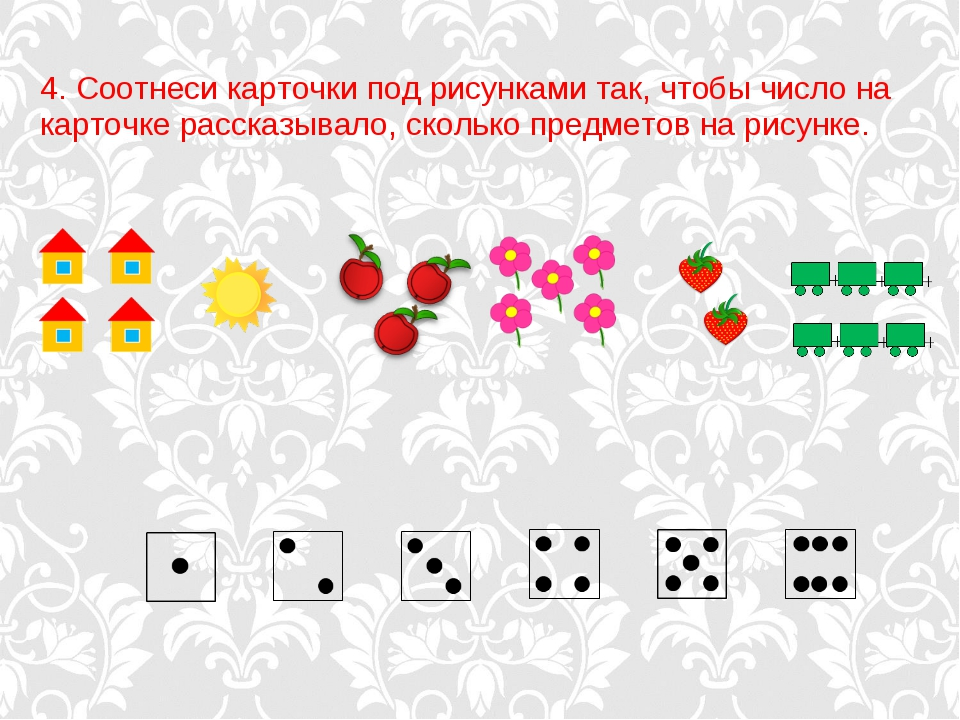 4. Соотнеси карточки под рисунками так, чтобы число на
карточке рассказывало, сколько предметов на рисунке.